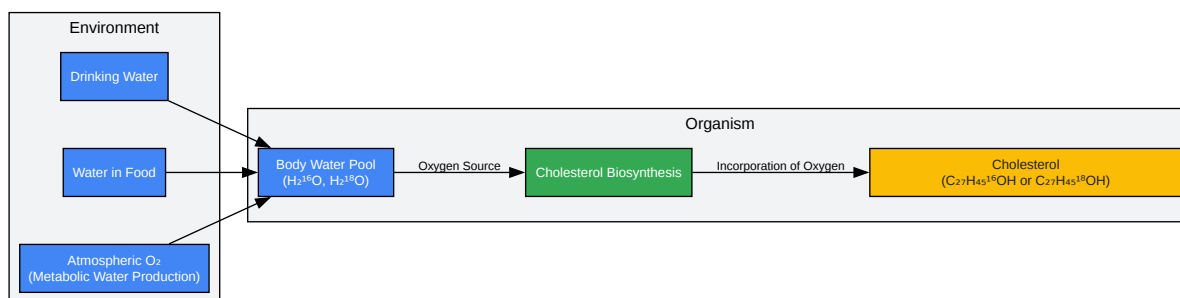 Environment
Drinking Water
Water in Food
Atmospheric O₂
(Metabolic Water Production)
Organism
Body Water Pool
(H₂¹⁶O, H₂¹⁸O)
Oxygen Source
Cholesterol Biosynthesis
Incorporation of Oxygen
Cholesterol
(C₂₇H₄₅¹⁶OH or C₂₇H₄₅¹⁸OH)